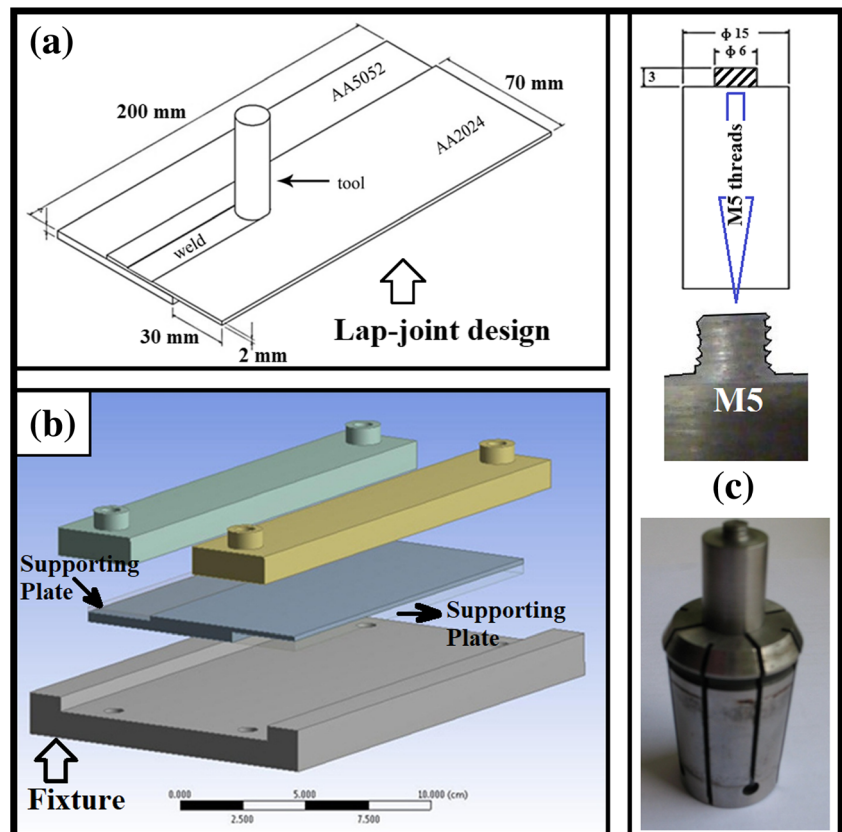 (a)
200 mm
AA5052
70 mm
AA2024
tool
weld
30 mm
2 mm
Lap-joint design
(b)
Supporting
Plate
Supporting
Plate
Fixture
0.000
5.000
10.000 (cm)
2.500
7.500
ϕ 15
ϕ 6
3
M5 threads
M5
(c)